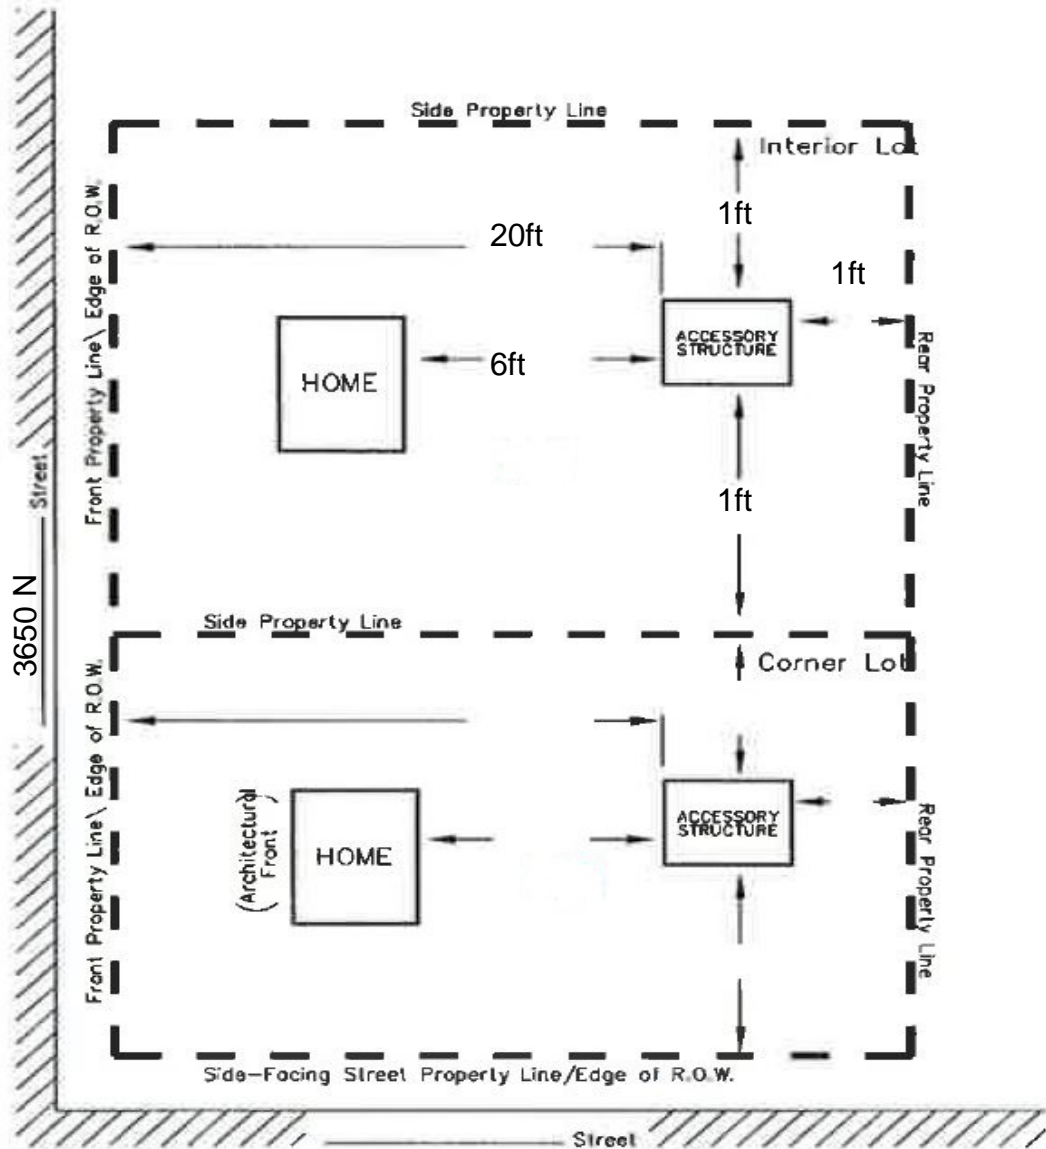 Side Property Line
Interior Lot
1ft
20ft
1ft
Front Property Line\ Edge of R.O.W.
ACCESSORY
STRUCTURE
HOME
6ft
Rear Property Line
Street
1ft
3650 N
Side Property Line
Corner Lot
Front Property Line\ Edge of R.O.W.
(Architectural
Front)
HOME
ACCESSORY
STRUCTURE
Rear Property Line
Side-Facing Street Property Line/Edge of R.O.W.
Street